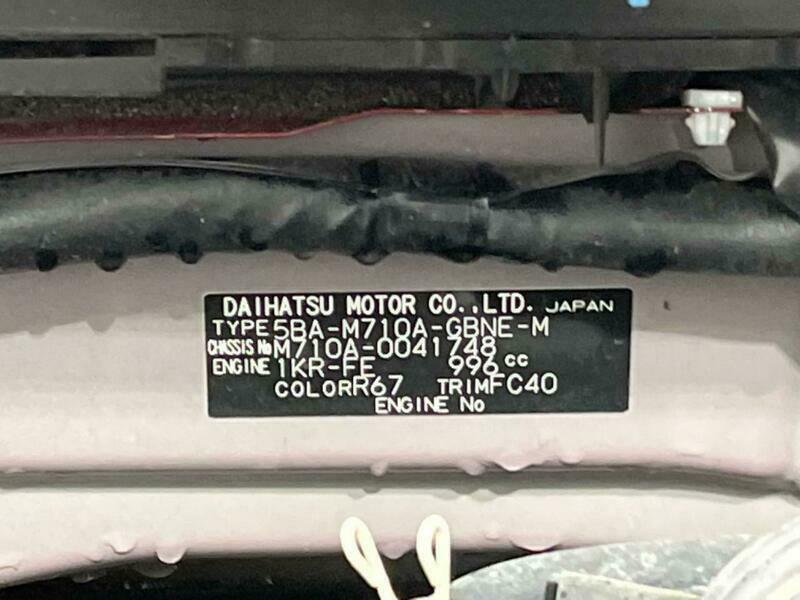 DAIHATSU MOTOR CO.,LTD. JAPAN
TYPE 5BA-M710A-GBNE-M
CHASSIS No M710A-0041748
ENGINE 1KR-FE 996 cc
COLOR R67 TRIM FC40
ENGINE No